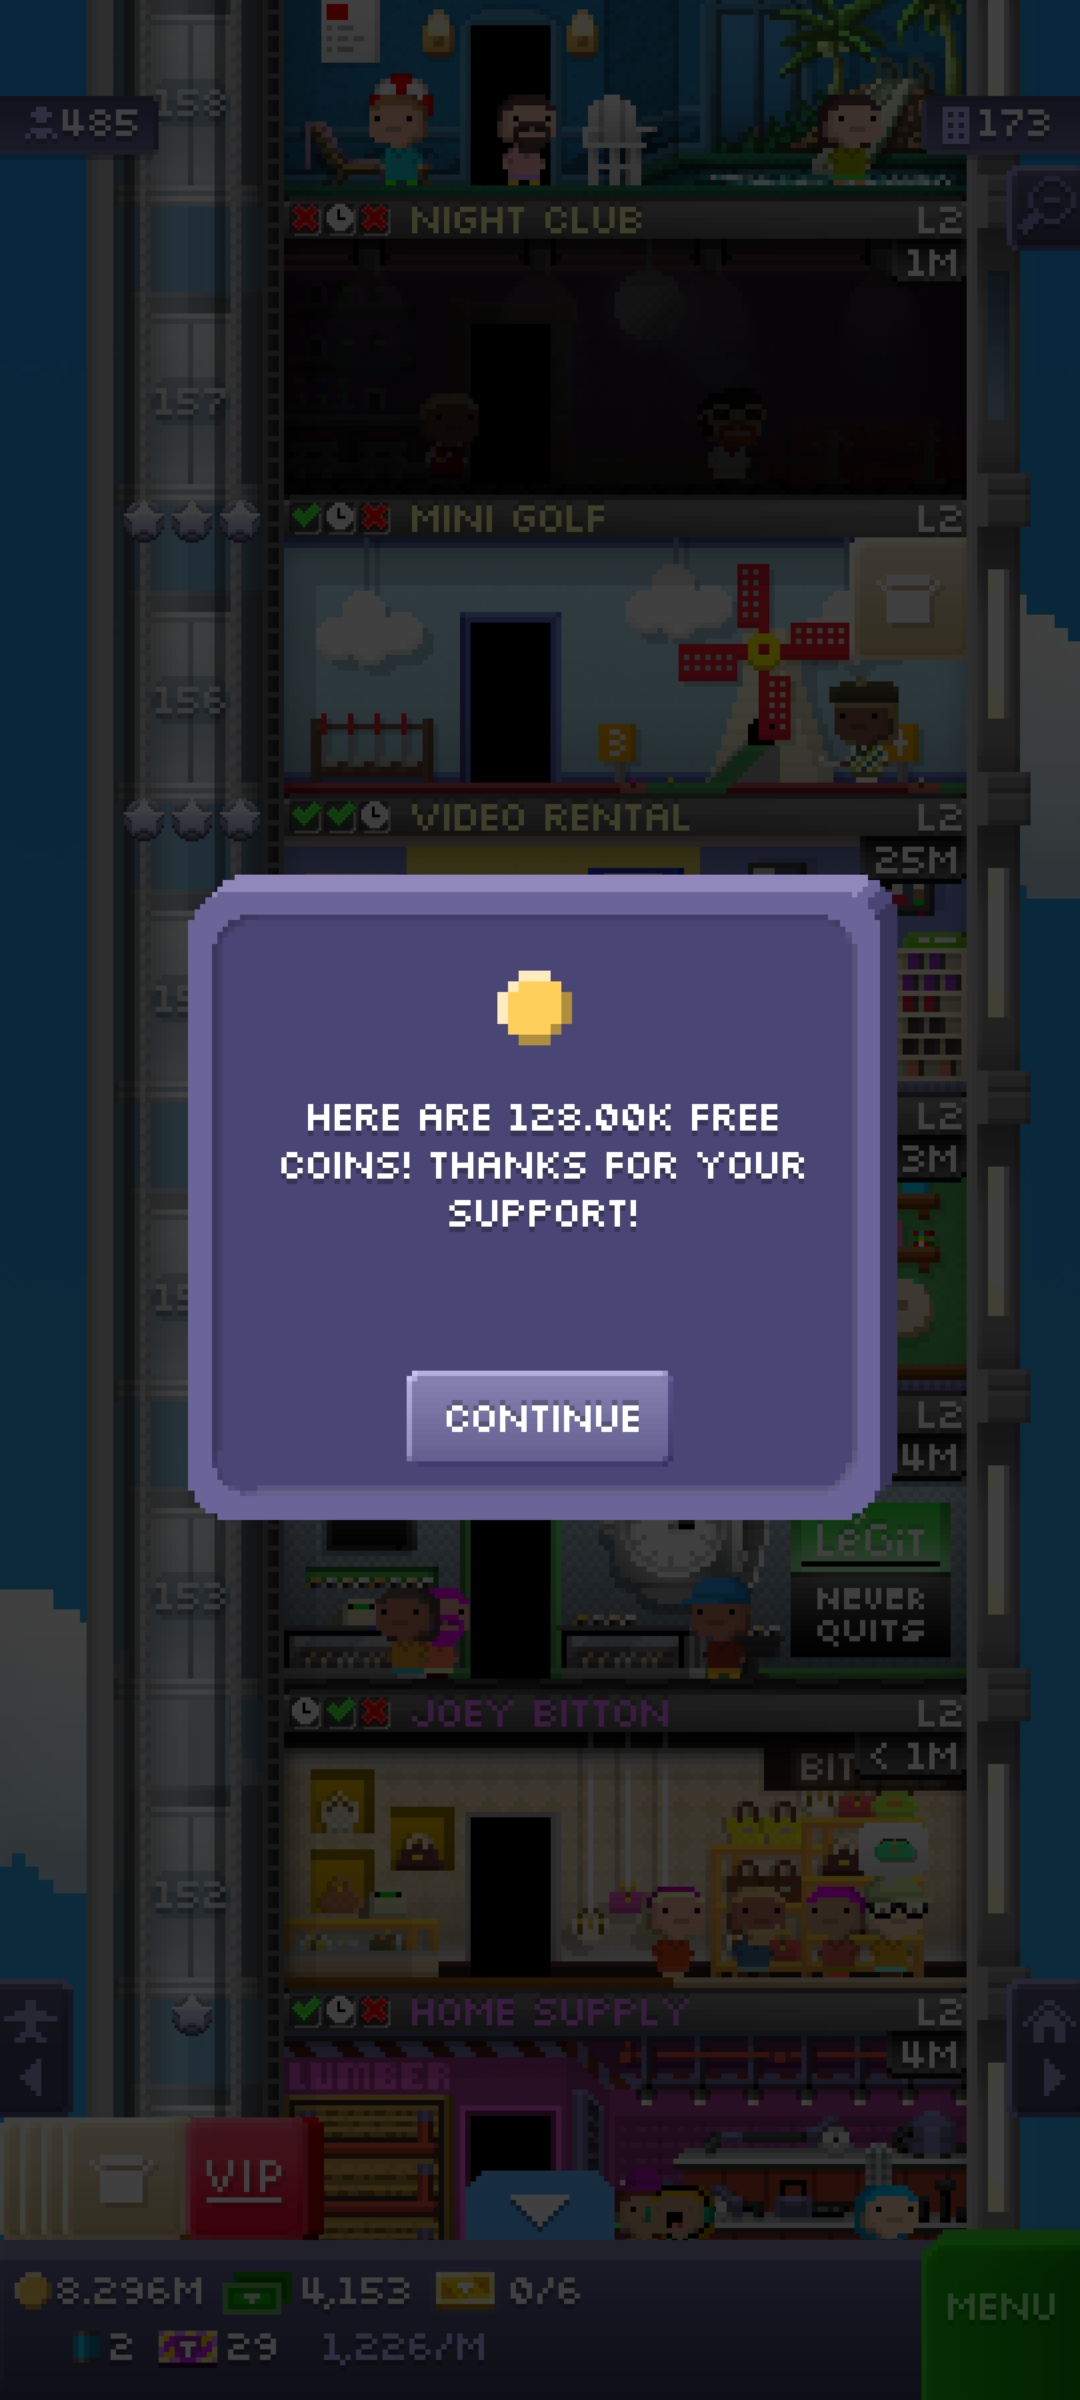 158
485
173
NIGHT CLUB L2
1M
157
MINI GOLF L2
156
3
VIDEO RENTAL L2
25M
HERE ARE 128.00K FREE
COINS! THANKS FOR YOUR
SUPPORT!
L2
3M
CONTINUE
L2
4M
LeGiT
NEVER
QUITS
153
JOEY BITTON L2
BIT
< 1M
152
HOME SUPPLY L2
4M
LUMBER
VIP
8.296M 4,153 0/6
MENU
2 29 1,226/M